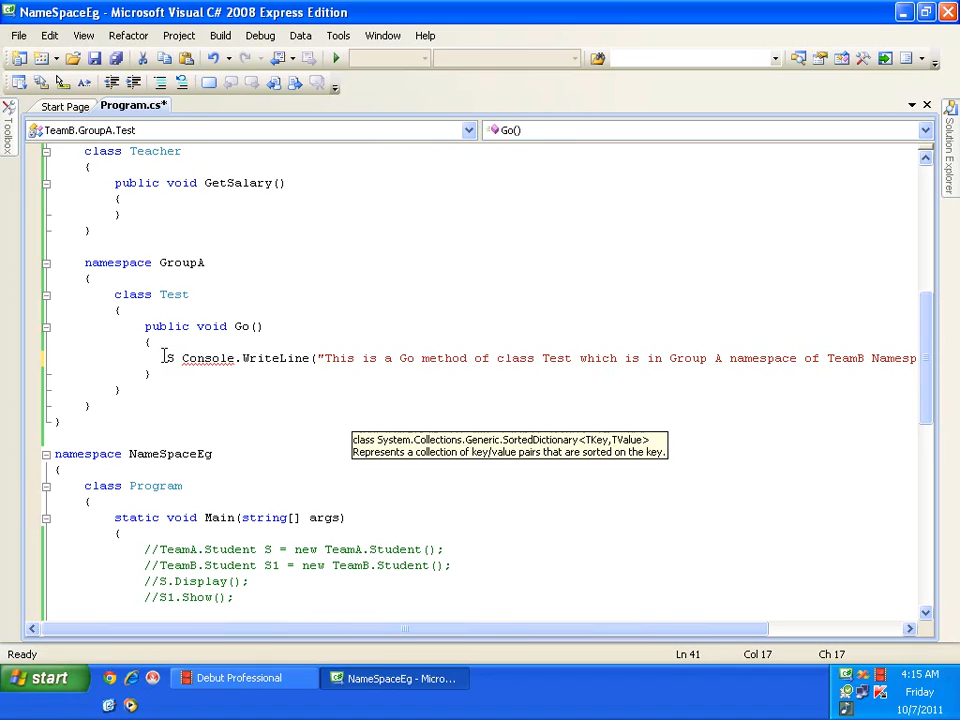 NameSpaceEg - Microsoft Visual C# 2008 Express Edition
File Edit View Refactor Project Build Debug Data Tools Window Help
Start Page Program.cs*
Toolbox
Solution Explorer
TeamB.GroupA.Test Go()
class Teacher
{
public void GetSalary()
{
}
}
namespace GroupA
{
class Test
{
public void Go()
{
S Console.WriteLine("This is a Go method of class Test which is in Group A namespace of TeamB Namesp
}
}
}
}
class System.Collections.Generic.SortedDictionary<TKey,TValue>
Represents a collection of key/value pairs that are sorted on the key.
namespace NameSpaceEg
{
class Program
{
static void Main(string[] args)
{
//TeamA.Student S = new TeamA.Student();
//TeamB.Student S1 = new TeamB.Student();
//S.Display();
//S1.Show();
Ready Ln 41 Col 17 Ch 17
start Debut Professional NameSpaceEg - Micro... 4:15 AM
Friday
10/7/2011